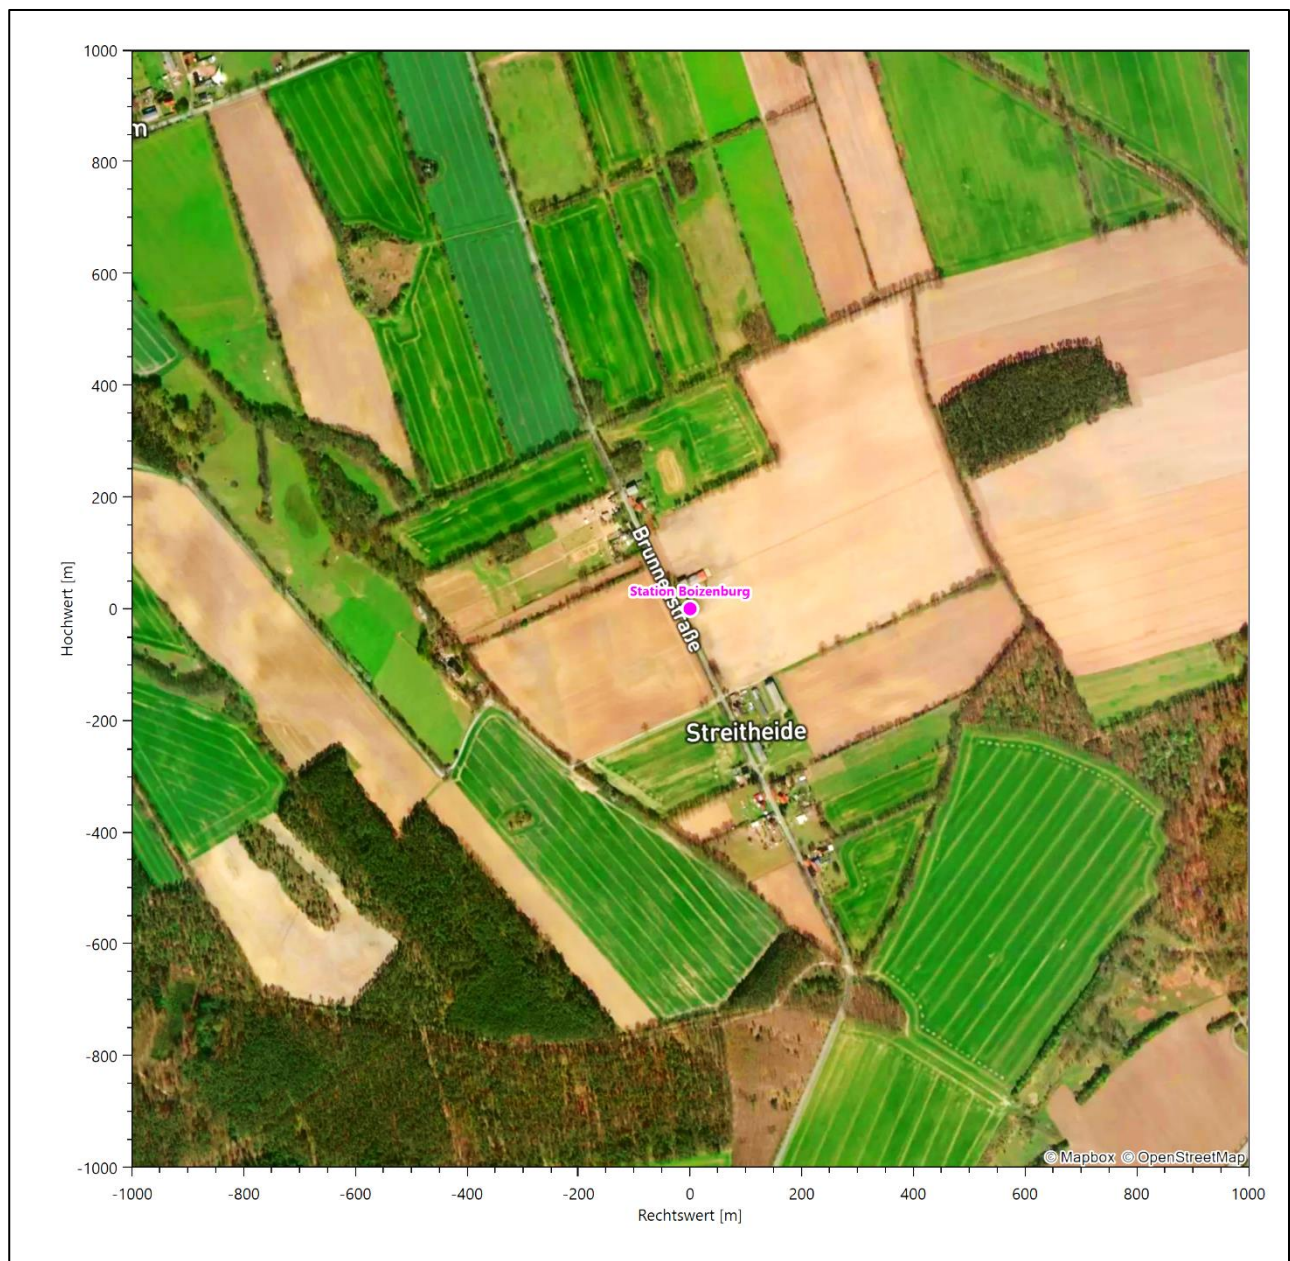 1000
800
600
400
200
0
-200
-400
-600
-800
-1000
Hochwert [m]
m
Brunnenstraße
Station Boizenburg
Streitheide
© Mapbox © OpenStreetMap
-1000 -800 -600 -400 -200 0 200 400 600 800 1000
Rechtswert [m]